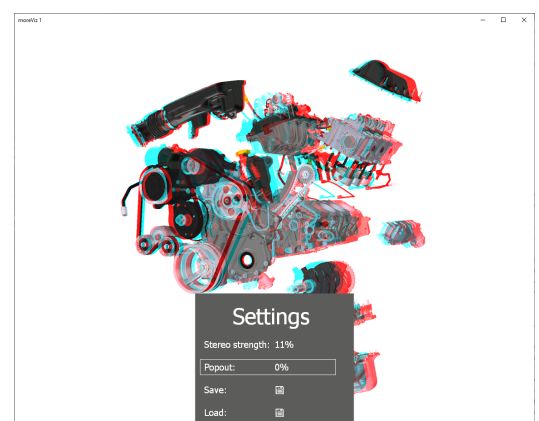 moreViz 1
Settings
Stereo strength: 11%
Popout: 0%
Save:
Load: